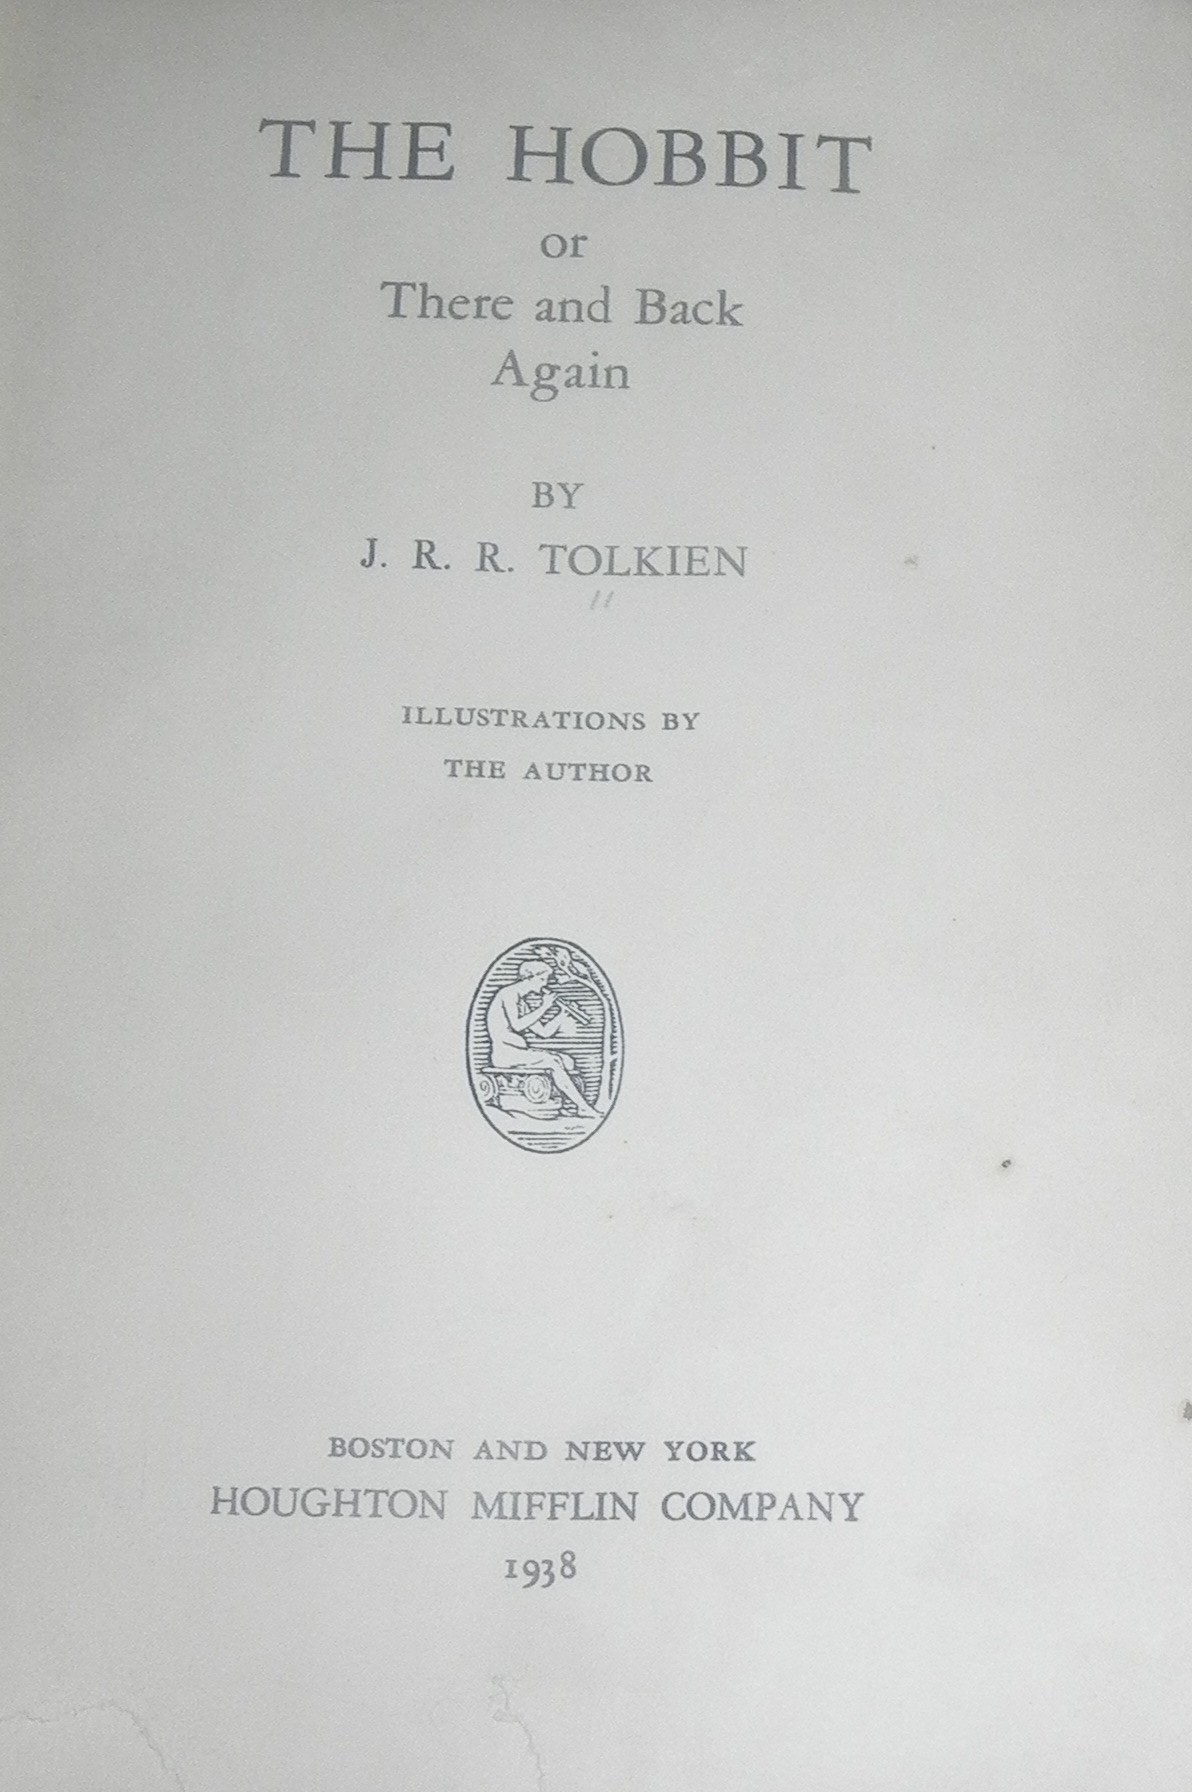 THE HOBBIT
or
There and Back
Again
BY
J. R. R. TOLKIEN
ILLUSTRATIONS BY
THE AUTHOR
BOSTON AND NEW YORK
HOUGHTON MIFFLIN COMPANY
1938